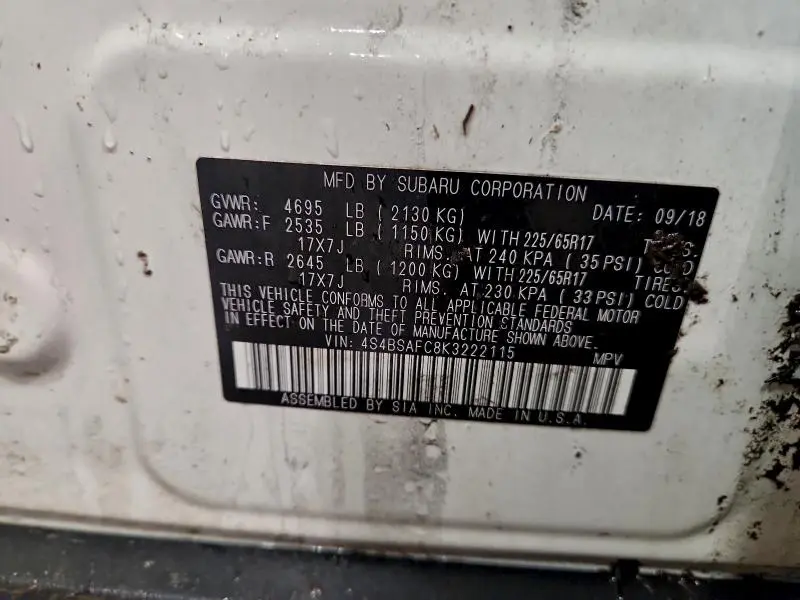 MFD BY SUBARU CORPORATION
GVWR: 4695 LB ( 2130 KG) DATE: 09/18
GAWR:F 2535 LB ( 1150 KG) WITH 225/65R17
17X7J RIMS. AT 240 KPA ( 35 PSI) COLD
GAWR:R 2645 LB ( 1200 KG) WITH 225/65R17 TIRES.
17X7J RIMS. AT 230 KPA ( 33 PSI) COLD
THIS VEHICLE CONFORMS TO ALL APPLICABLE FEDERAL MOTOR
VEHICLE SAFETY AND THEFT PREVENTION STANDARDS
IN EFFECT ON THE DATE OF MANUFACTURE SHOWN ABOVE.
VIN: 4S4BSAFC8K3222115 MPV
ASSEMBLED BY SIA INC. MADE IN U.S.A.